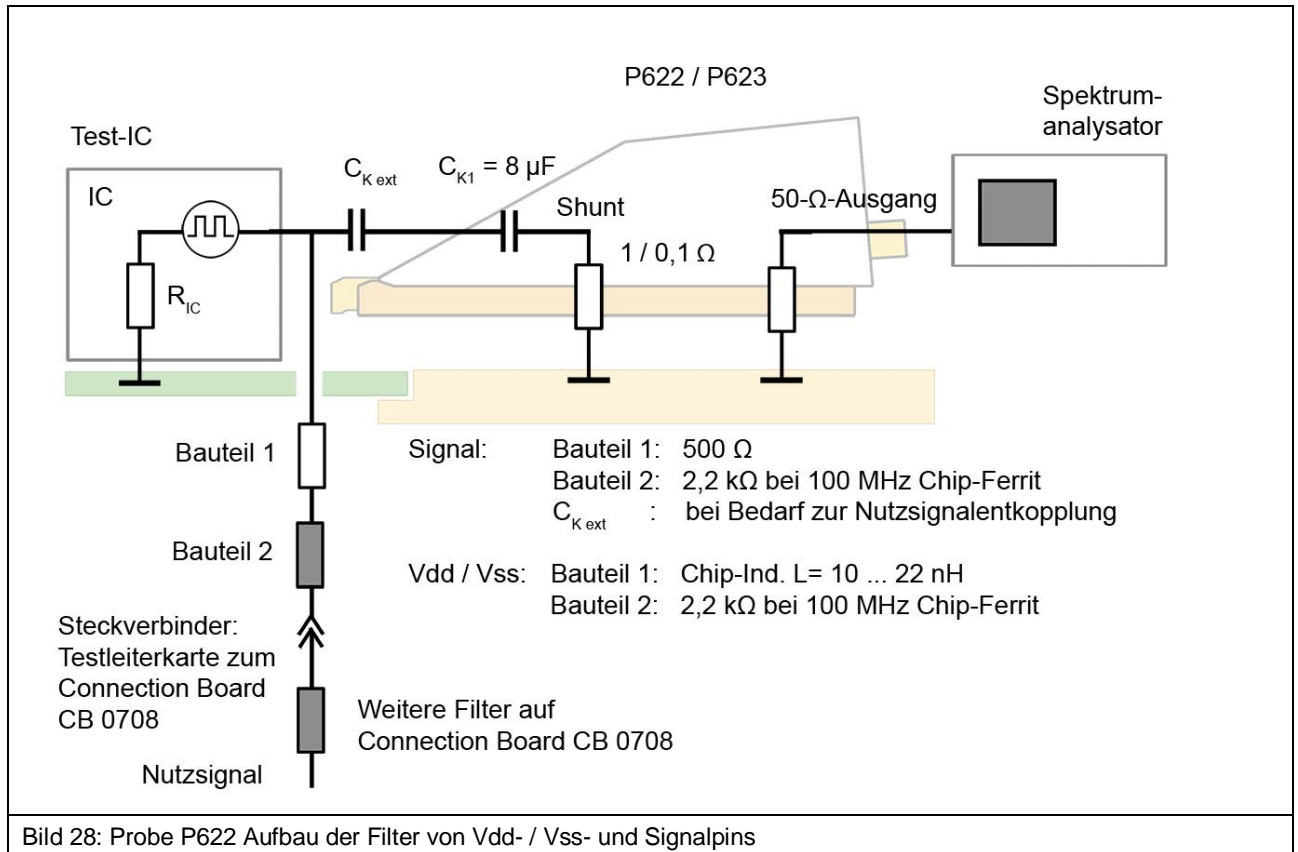 P622 / P623
Spektrum-
analysator
Test-IC
IC
C_K ext
C_K1 = 8 µF
Shunt
50-Ω-Ausgang
1 / 0,1 Ω
R_IC
Bauteil 1
Signal: Bauteil 1: 500 Ω
Bauteil 2: 2,2 kΩ bei 100 MHz Chip-Ferrit
C_K ext : bei Bedarf zur Nutzsignalentkopplung
Bauteil 2
Vdd / Vss: Bauteil 1: Chip-Ind. L= 10 ... 22 nH
Bauteil 2: 2,2 kΩ bei 100 MHz Chip-Ferrit
Steckverbinder:
Testleiterkarte zum
Connection Board
CB 0708
Weitere Filter auf
Connection Board CB 0708
Nutzsignal
Bild 28: Probe P622 Aufbau der Filter von Vdd- / Vss- und Signalpins